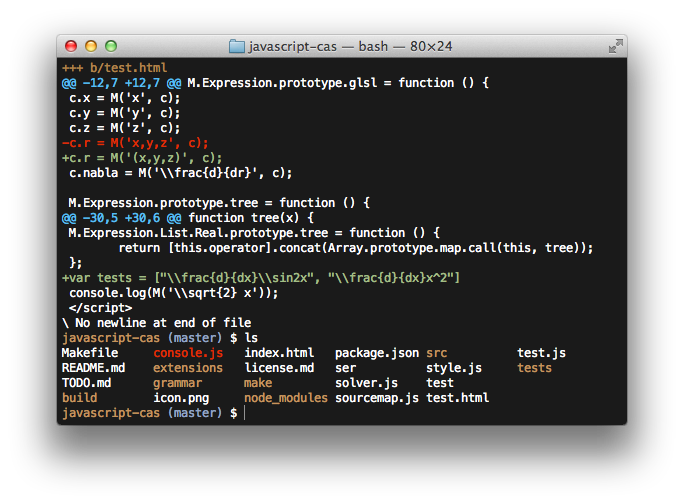 javascript-cas — bash — 80×24
+++ b/test.html
@@ -12,7 +12,7 @@ M.Expression.prototype.glsl = function () {
 c.x = M('x', c);
 c.y = M('y', c);
 c.z = M('z', c);
-c.r = M('x,y,z', c);
+c.r = M('(x,y,z)', c);
 c.nabla = M('\\frac{d}{dr}', c);
 M.Expression.prototype.tree = function () {
@@ -30,5 +30,6 @@ function tree(x) {
 M.Expression.List.Real.prototype.tree = function () {
        return [this.operator].concat(Array.prototype.map.call(this, tree));
 };
+var tests = ["\\frac{d}{dx}\\sin2x", "\\frac{d}{dx}x^2"]
 console.log(M('\\sqrt{2} x'));
 </script>
\ No newline at end of file
javascript-cas (master) $ ls
Makefile     console.js   index.html   package.json src          test.js
README.md    extensions   license.md   ser          style.js     tests
TODO.md      grammar      make         solver.js    test
build        icon.png     node_modules sourcemap.js test.html
javascript-cas (master) $